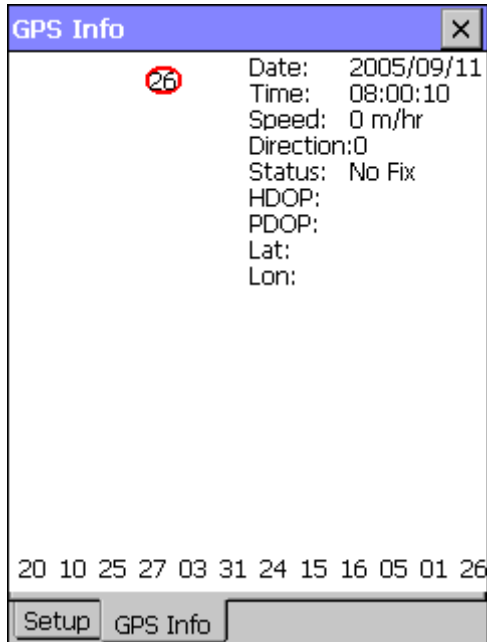 GPS Info
26
Date: 2005/09/11
Time: 08:00:10
Speed: 0 m/hr
Direction:0
Status: No Fix
HDOP:
PDOP:
Lat:
Lon:
20 10 25 27 03 31 24 15 16 05 01 26
Setup GPS Info